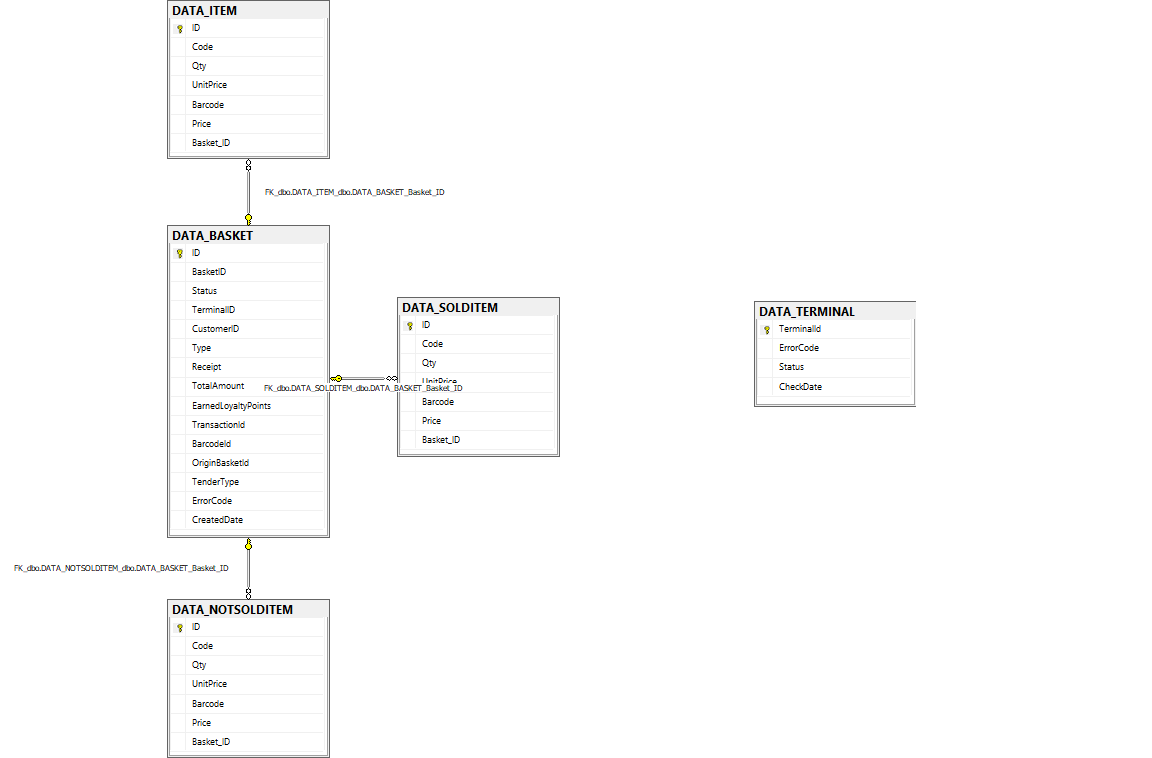 DATA_ITEM
ID
Code
Qty
UnitPrice
Barcode
Price
Basket_ID
FK_dbo.DATA_ITEM_dbo.DATA_BASKET_Basket_ID
DATA_BASKET
ID
BasketID
Status
TerminalID
CustomerID
Type
Receipt
TotalAmount
EarnedLoyaltyPoints
TransactionId
BarcodeId
OriginBasketId
TenderType
ErrorCode
CreatedDate
FK_dbo.DATA_SOLDITEM_dbo.DATA_BASKET_Basket_ID
DATA_SOLDITEM
ID
Code
Qty
UnitPrice
Barcode
Price
Basket_ID
DATA_TERMINAL
TerminalId
ErrorCode
Status
CheckDate
FK_dbo.DATA_NOTSOLDITEM_dbo.DATA_BASKET_Basket_ID
DATA_NOTSOLDITEM
ID
Code
Qty
UnitPrice
Barcode
Price
Basket_ID